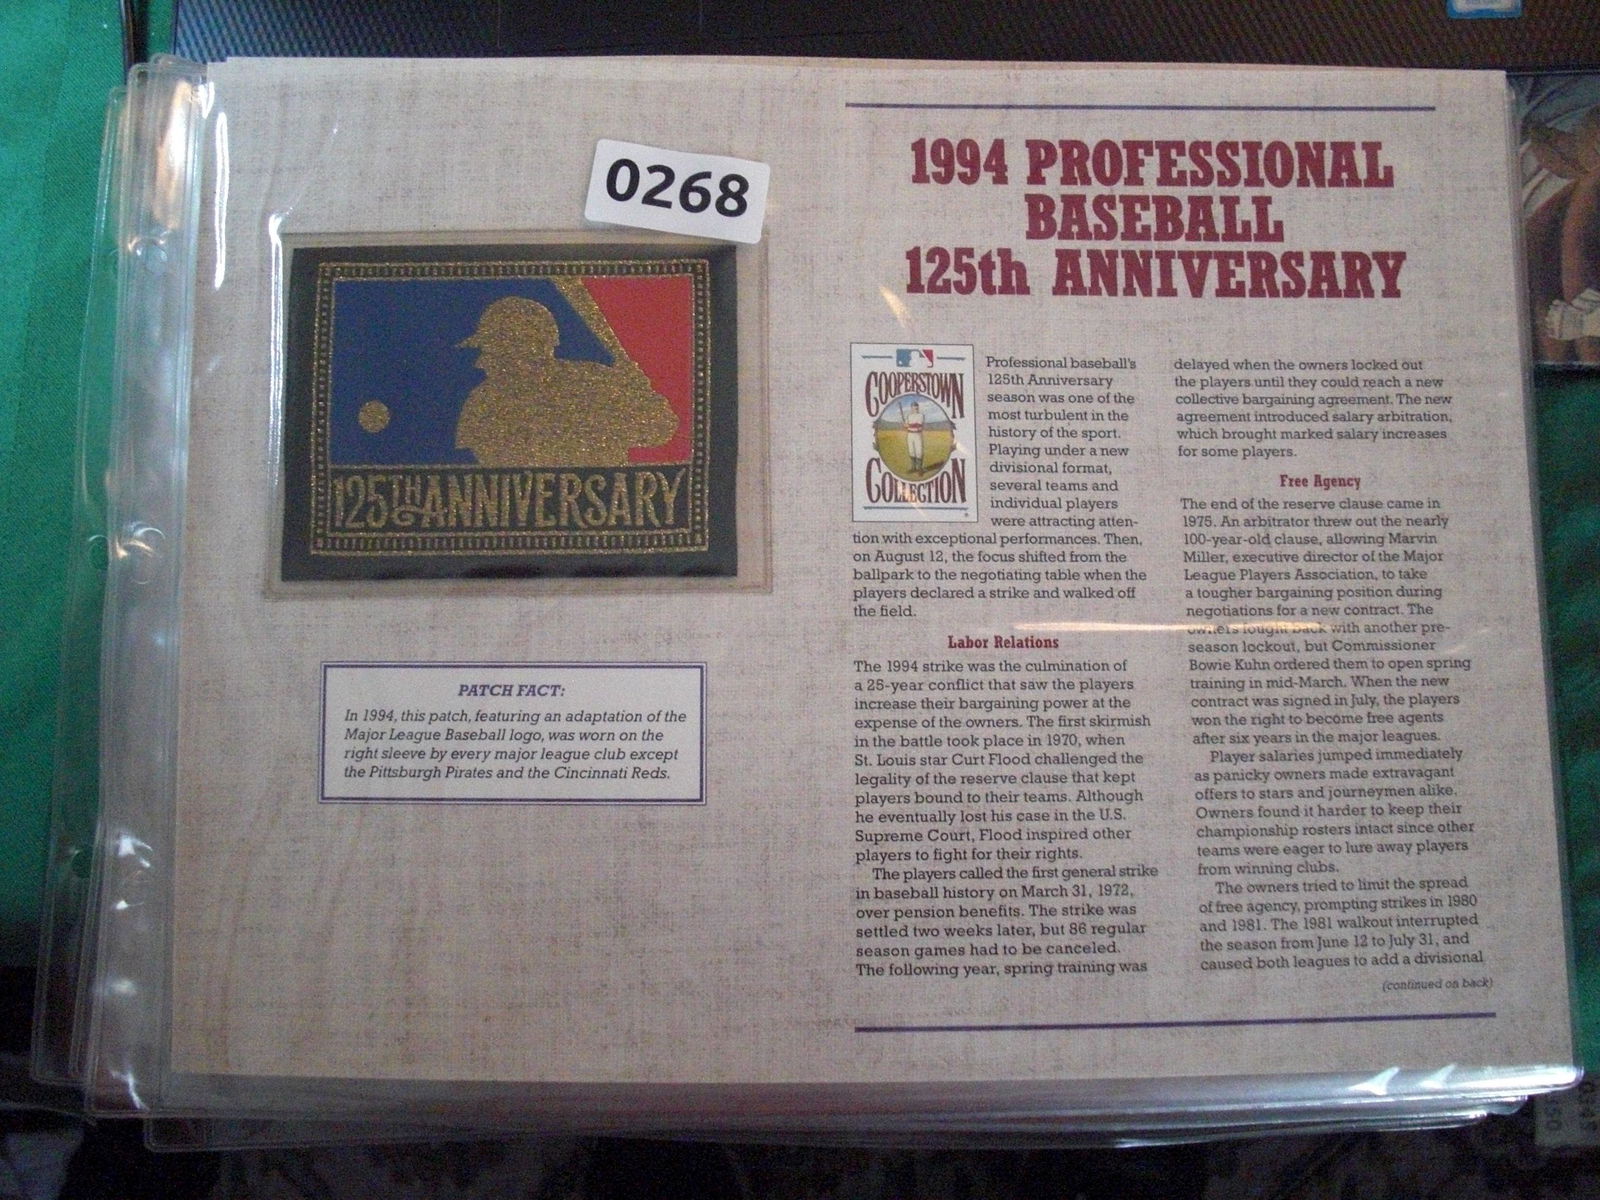 0268
125TH ANNIVERSARY
PATCH FACT:
In 1994, this patch, featuring an adaptation of the
Major League Baseball logo, was worn on the
right sleeve by every major league club except
the Pittsburgh Pirates and the Cincinnati Reds.
1994 PROFESSIONAL
BASEBALL
125th ANNIVERSARY
COOPERSTOWN
COLLECTION
Professional baseball's
125th Anniversary
season was one of the
most turbulent in the
history of the sport.
Playing under a new
divisional format,
several teams and
individual players
were attracting atten-
tion with exceptional performances. Then,
on August 12, the focus shifted from the
ballpark to the negotiating table when the
players declared a strike and walked off
the field.
Labor Relations
The 1994 strike was the culmination of
a 25-year conflict that saw the players
increase their bargaining power at the
expense of the owners. The first skirmish
in the battle took place in 1970, when
St. Louis star Curt Flood challenged the
legality of the reserve clause that kept
players bound to their teams. Although
he eventually lost his case in the U.S.
Supreme Court, Flood inspired other
players to fight for their rights.
The players called the first general strike
in baseball history on March 31, 1972,
over pension benefits. The strike was
settled two weeks later, but 86 regular
season games had to be canceled.
The following year, spring training was
delayed when the owners locked out
the players until they could reach a new
collective bargaining agreement. The new
agreement introduced salary arbitration,
which brought marked salary increases
for some players.
Free Agency
The end of the reserve clause came in
1975. An arbitrator threw out the nearly
100-year-old clause, allowing Marvin
Miller, executive director of the Major
League Players Association, to take
a tougher bargaining position during
negotiations for a new contract. The
owners fought back with another pre-
season lockout, but Commissioner
Bowie Kuhn ordered them to open spring
training in mid-March. When the new
contract was signed in July, the players
won the right to become free agents
after six years in the major leagues.
Player salaries jumped immediately
as panicky owners made extravagant
offers to stars and journeymen alike.
Owners found it harder to keep their
championship rosters intact since other
teams were eager to lure away players
from winning clubs.
The owners tried to limit the spread
of free agency, prompting strikes in 1980
and 1981. The 1981 walkout interrupted
the season from June 12 to July 31, and
caused both leagues to add a divisional
(continued on back)